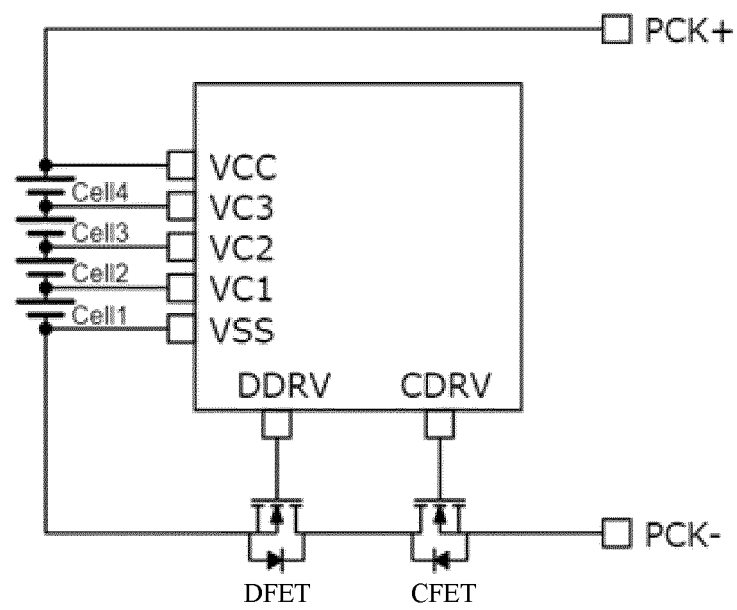 PCK+
VCC
Cell4
VC3
Cell3
VC2
Cell2
VC1
Cell1
VSS
DDRV CDRV
PCK-
DFET CFET